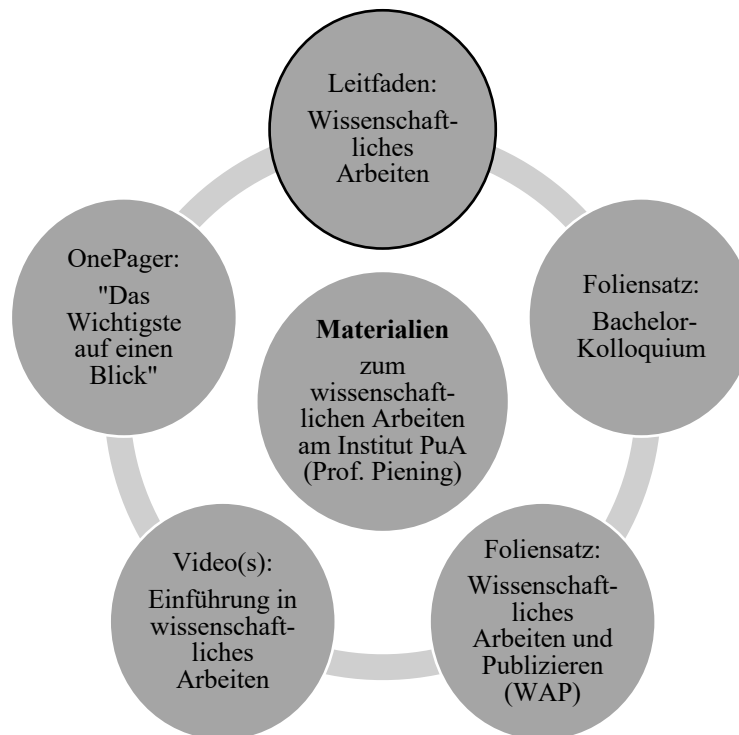 Leitfaden:
Wissenschaft-
liches
Arbeiten
OnePager:
"Das
Wichtigste
auf einen
Blick"
Foliensatz:
Bachelor-
Kolloquium
Materialien
zum
wissenschaft-
lichen Arbeiten
am Institut PuA
(Prof. Piening)
Video(s):
Einführung in
wissenschaft-
liches
Arbeiten
Foliensatz:
Wissenschaft-
liches
Arbeiten und
Publizieren
(WAP)